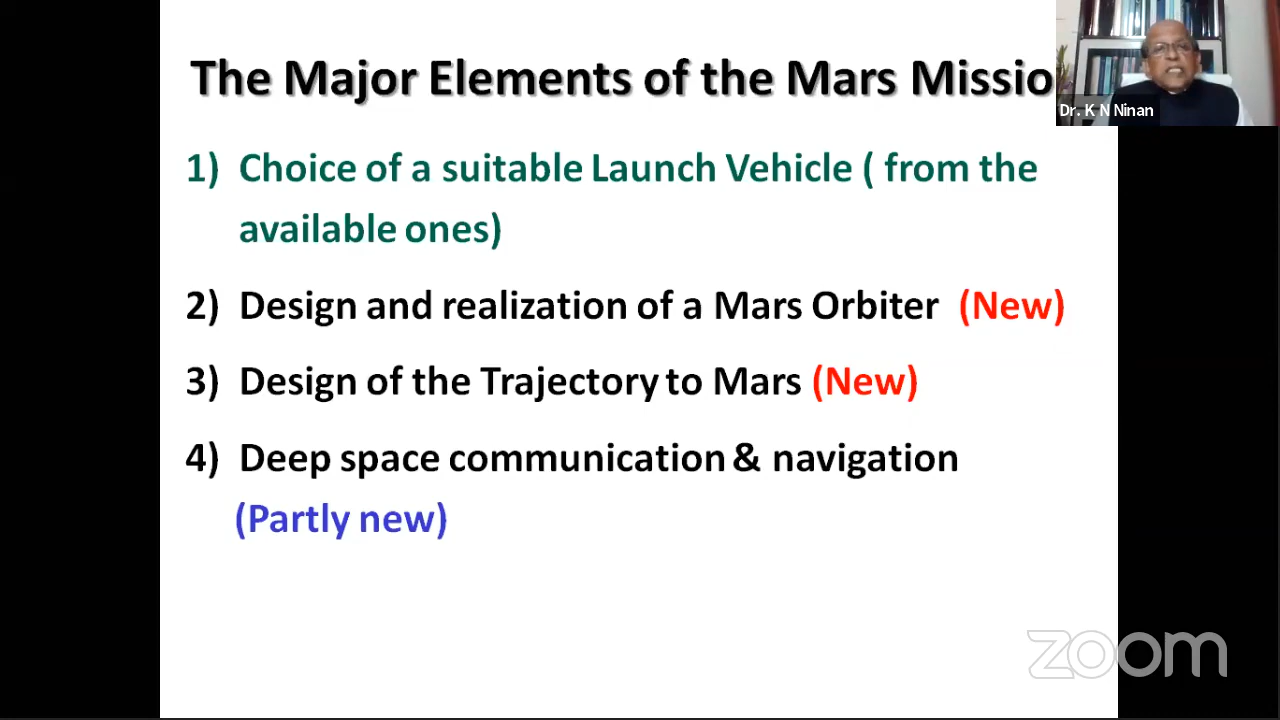 The Major Elements of the Mars Missio
Dr. K N Ninan
1) Choice of a suitable Launch Vehicle ( from the
available ones)
2) Design and realization of a Mars Orbiter (New)
3) Design of the Trajectory to Mars (New)
4) Deep space communication & navigation
(Partly new)
zoom